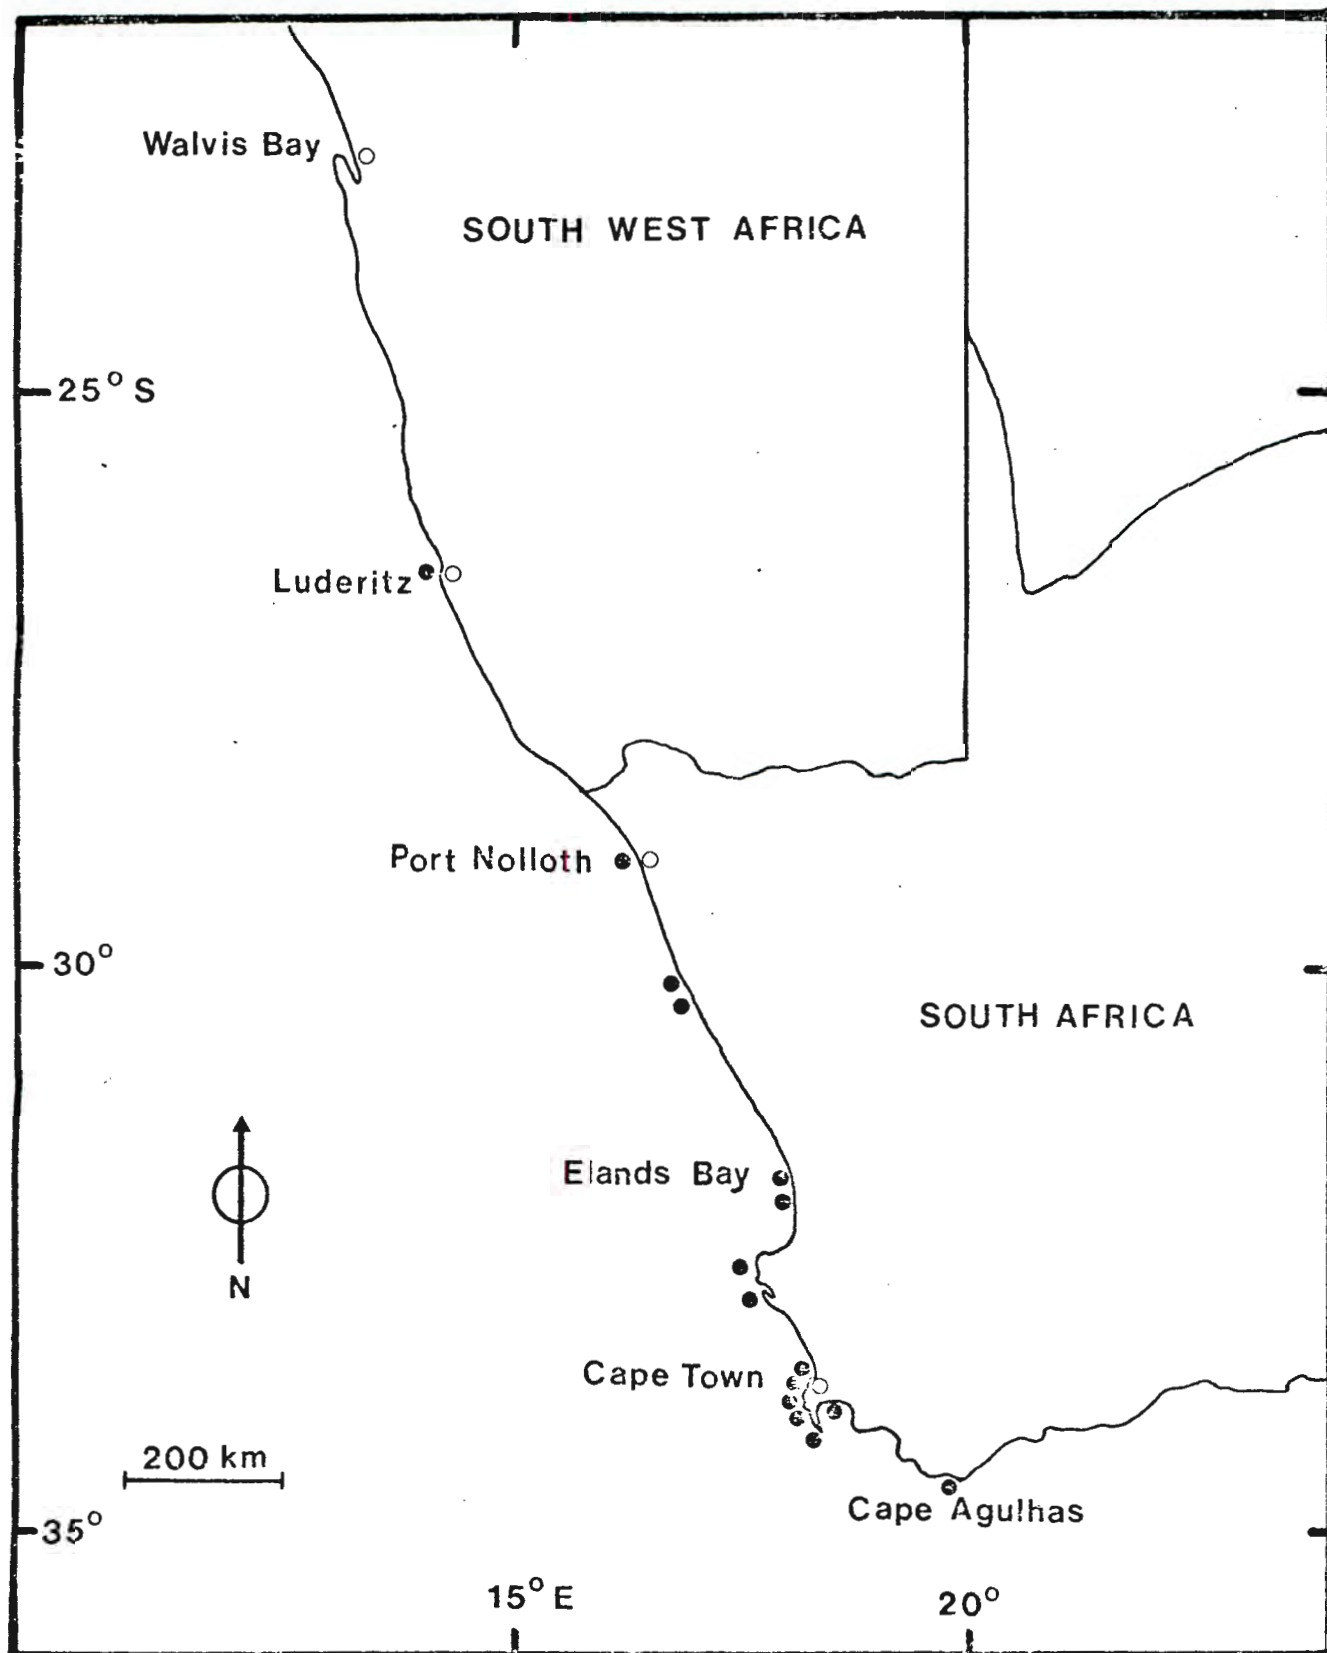 Walvis Bay
SOUTH WEST AFRICA
25° S
Luderitz
Port Nolloth
30°
SOUTH AFRICA
Elands Bay
N
Cape Town
200 km
Cape Agulhas
35°
15° E
20°